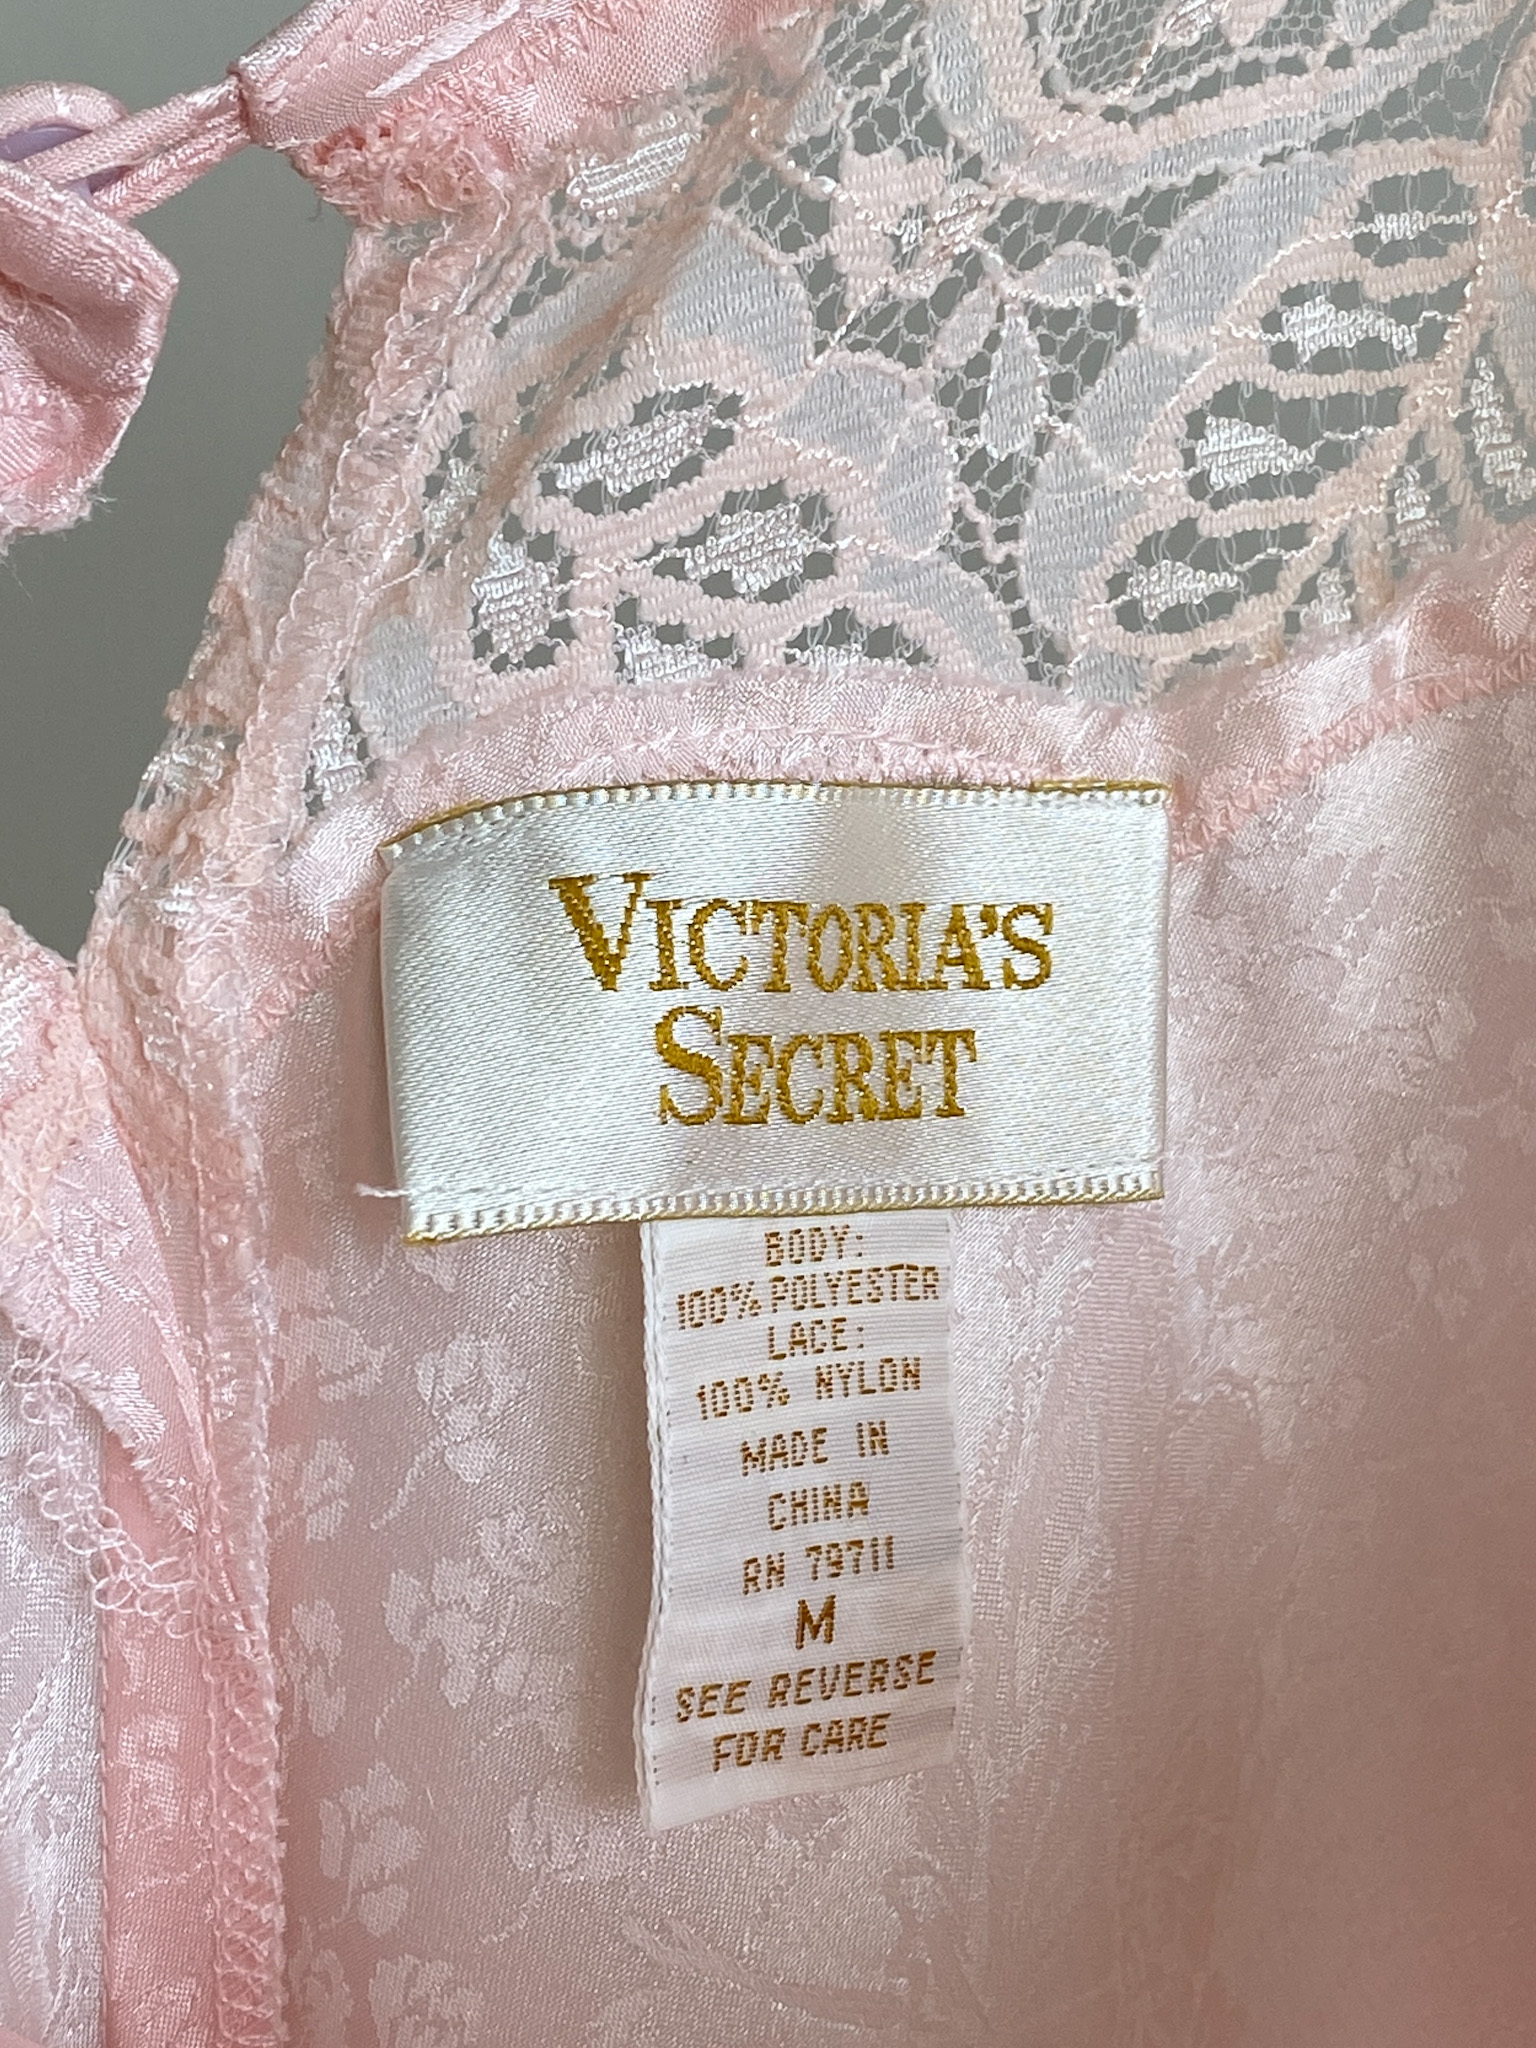 VICTORIA'S
SECRET
BODY:
100% POLYESTER
LACE:
100% NYLON
MADE IN
CHINA
RN 79711
M
SEE REVERSE
FOR CARE